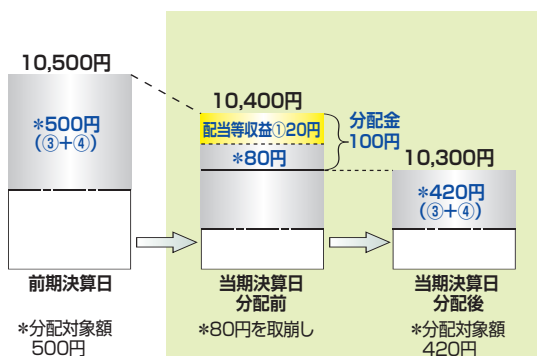 10,500円
*500円
(③+④)
前期決算日
*分配対象額
500円
10,400円
配当等収益①20円
*80円
分配金
100円
当期決算日
分配前
*80円を取崩し
10,300円
*420円
(③+④)
当期決算日
分配後
*分配対象額
420円